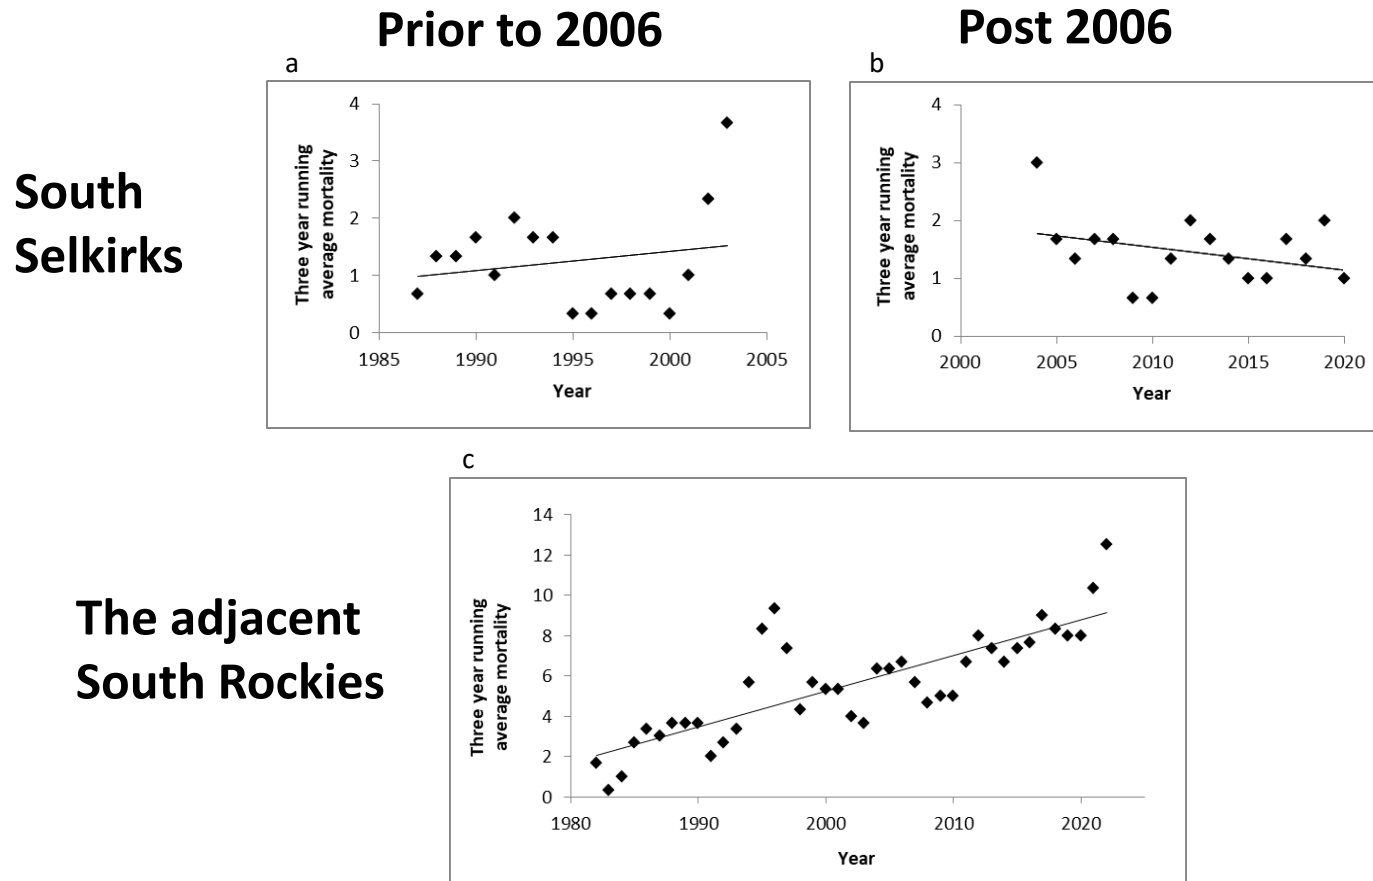 Prior to 2006
Post 2006
South
Selkirks
a
Three year running
average mortality
4
3
2
1
0
1985 1990 1995 2000 2005
Year
b
Three year running
average mortality
4
3
2
1
0
2000 2005 2010 2015 2020
Year
The adjacent
South Rockies
c
Three year running
average mortality
14
12
10
8
6
4
2
0
1980 1990 2000 2010 2020
Year